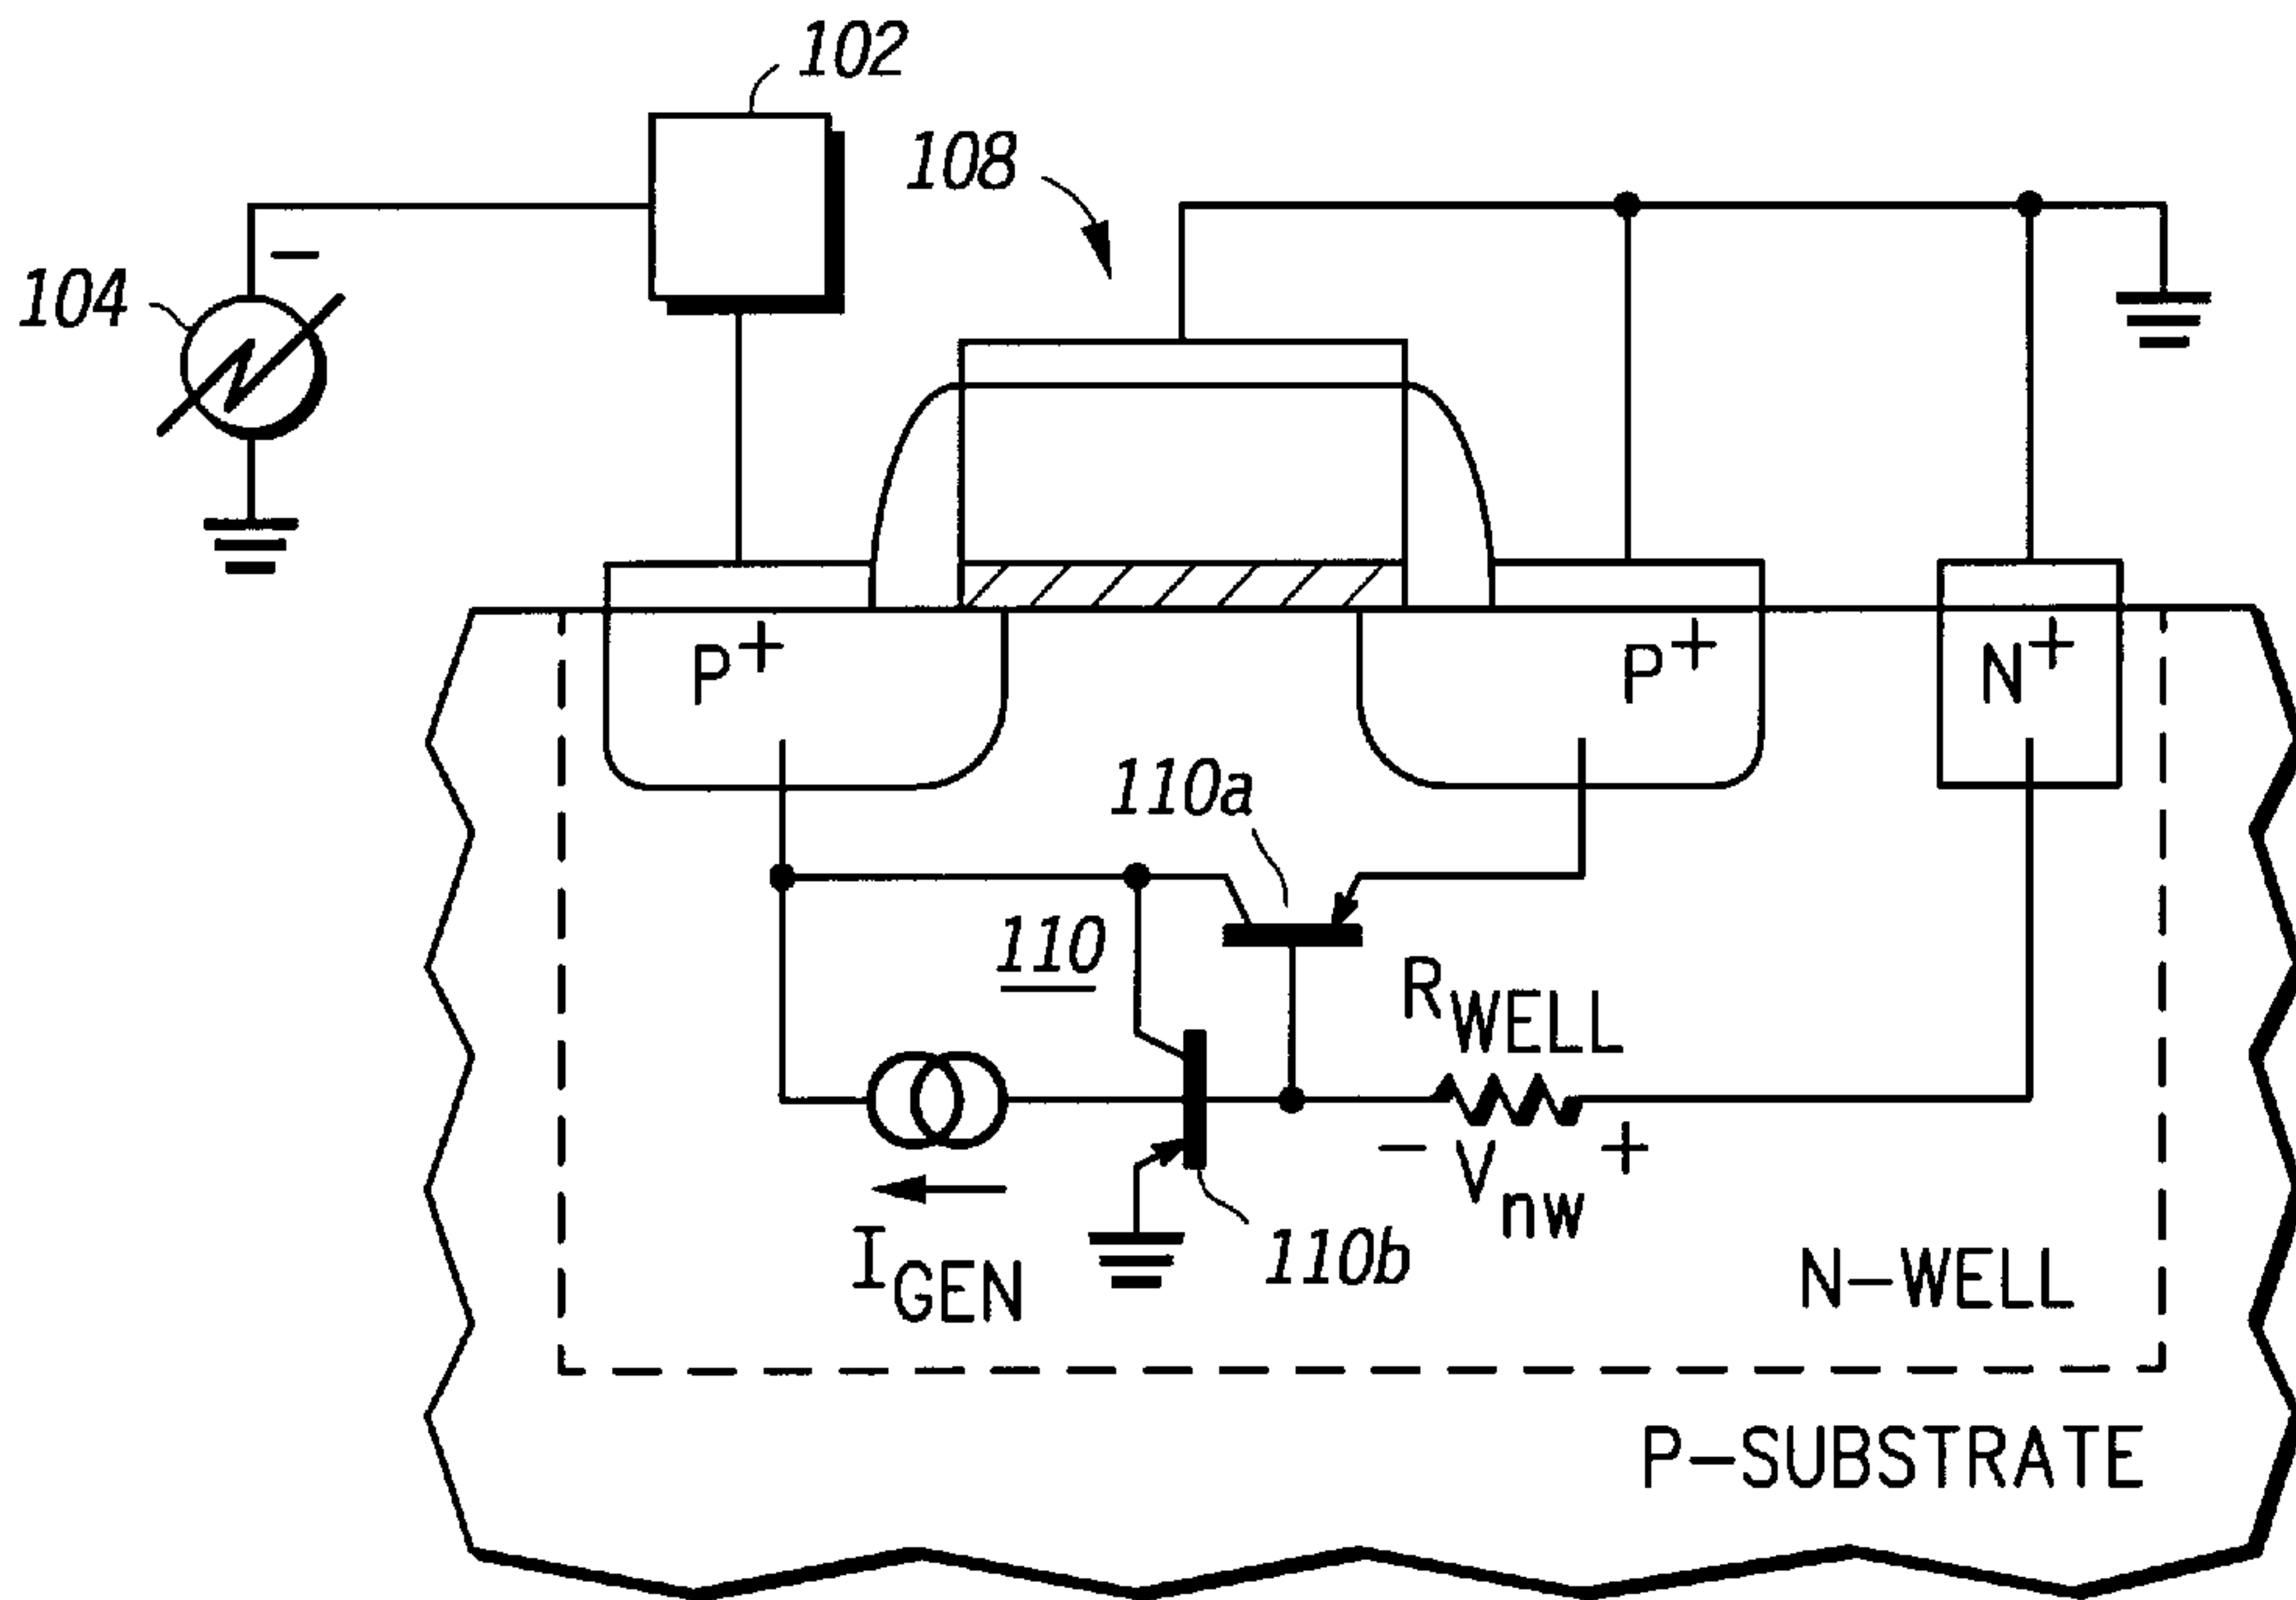 102
108
104
−
P+
P+
N+
110a
110
RWELL
− Vnw +
IGEN
110b
N-WELL
P-SUBSTRATE